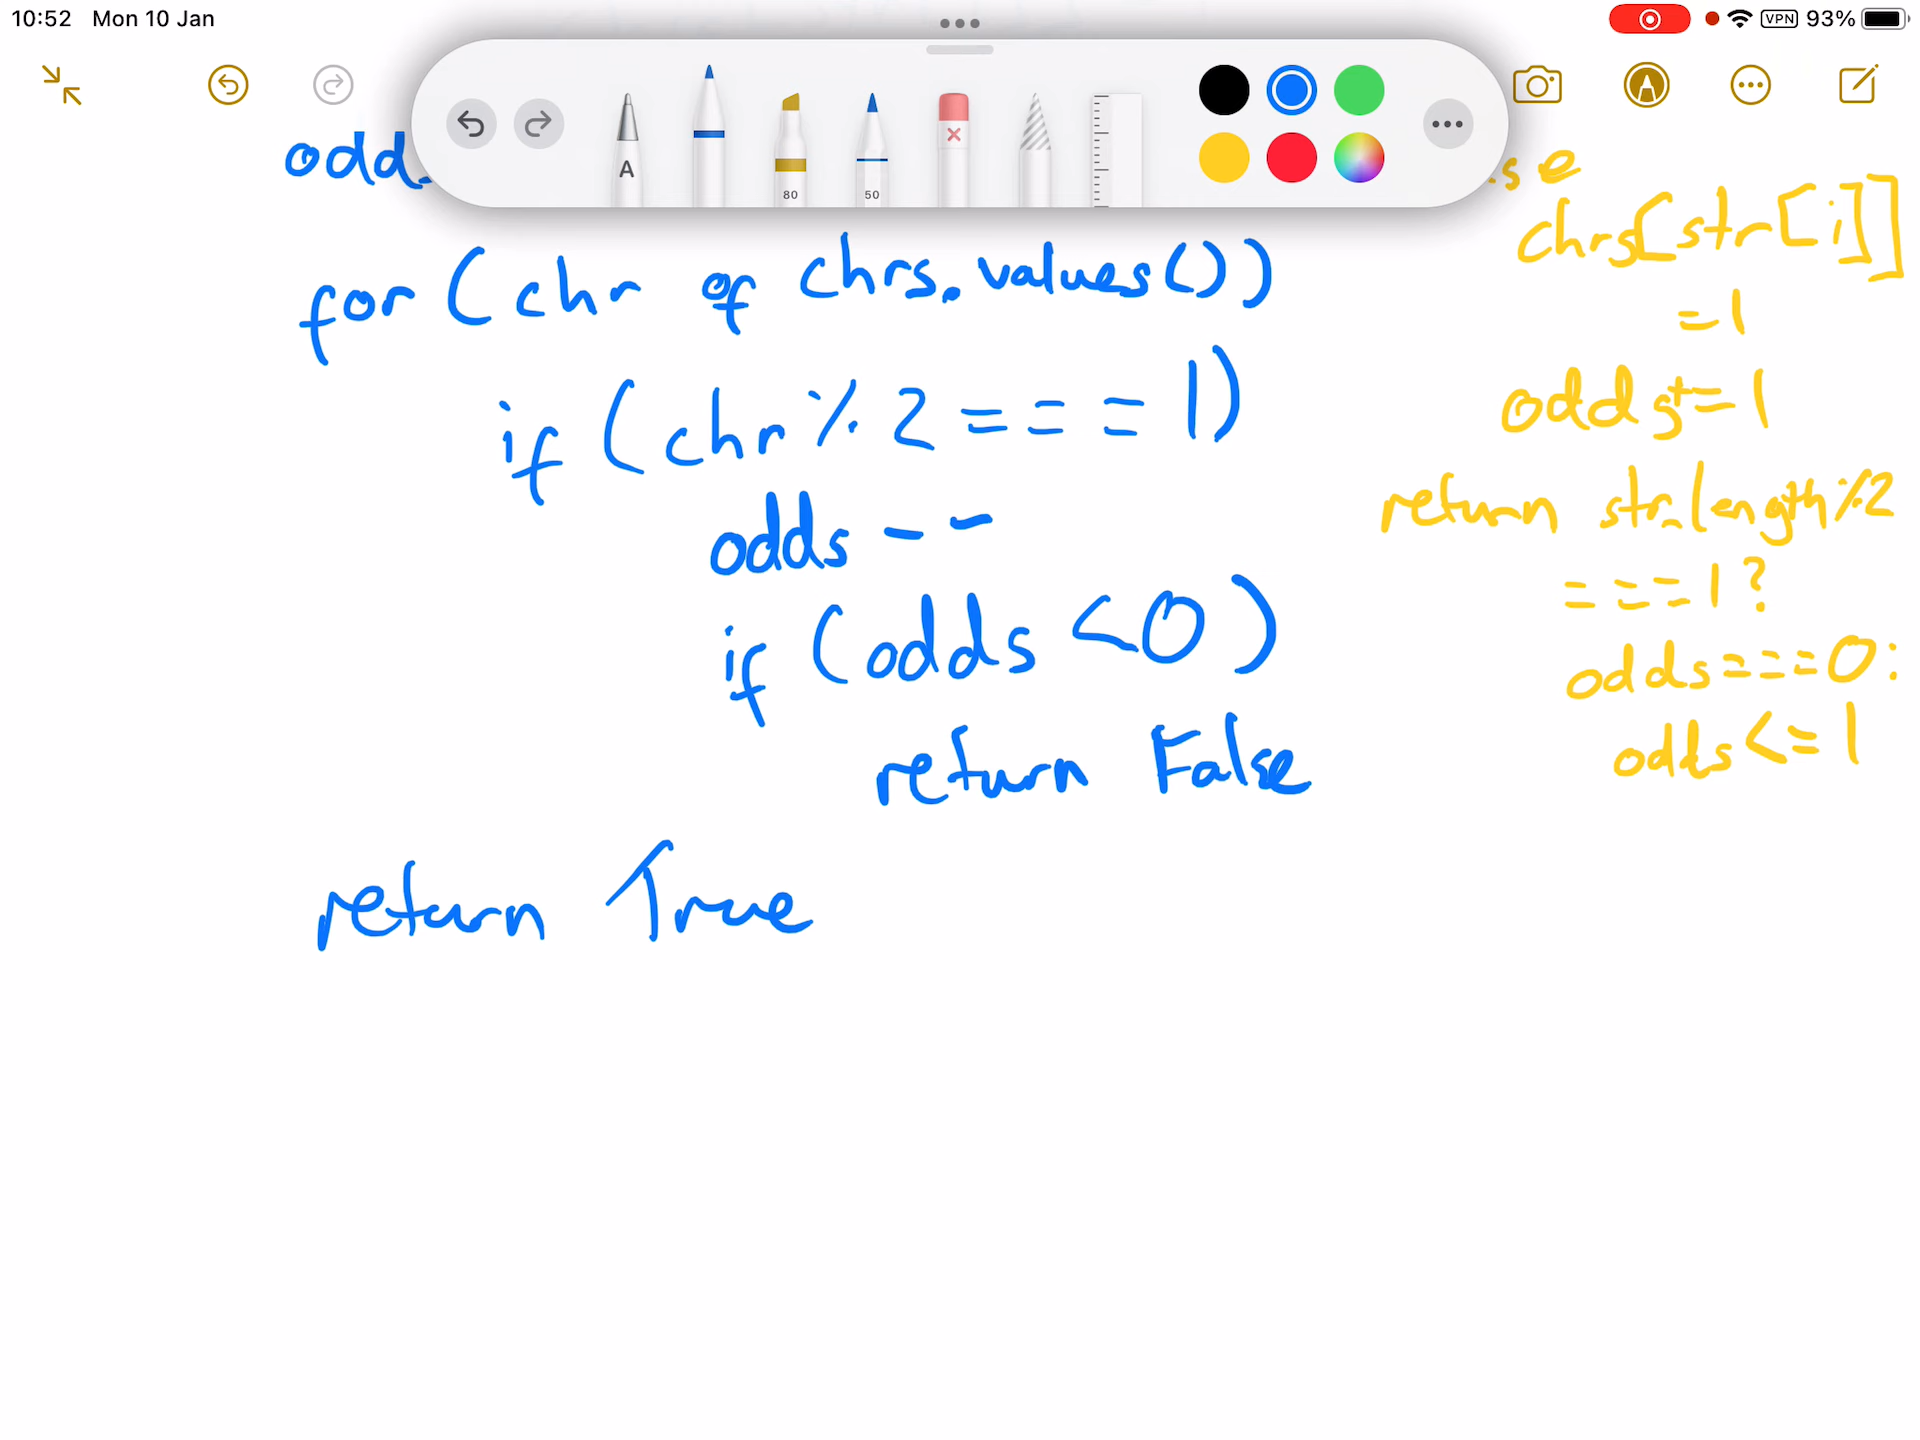 10:52 Mon 10 Jan
VPN 93%
A
80
50
for (chr of chrs.values())
if (chr % 2 === 1)
odds --
if (odds <0)
return False
return True
chrs[str[i]]
=1
odds+=1
return str.length%2
===1?
odds===0:
odds<=1